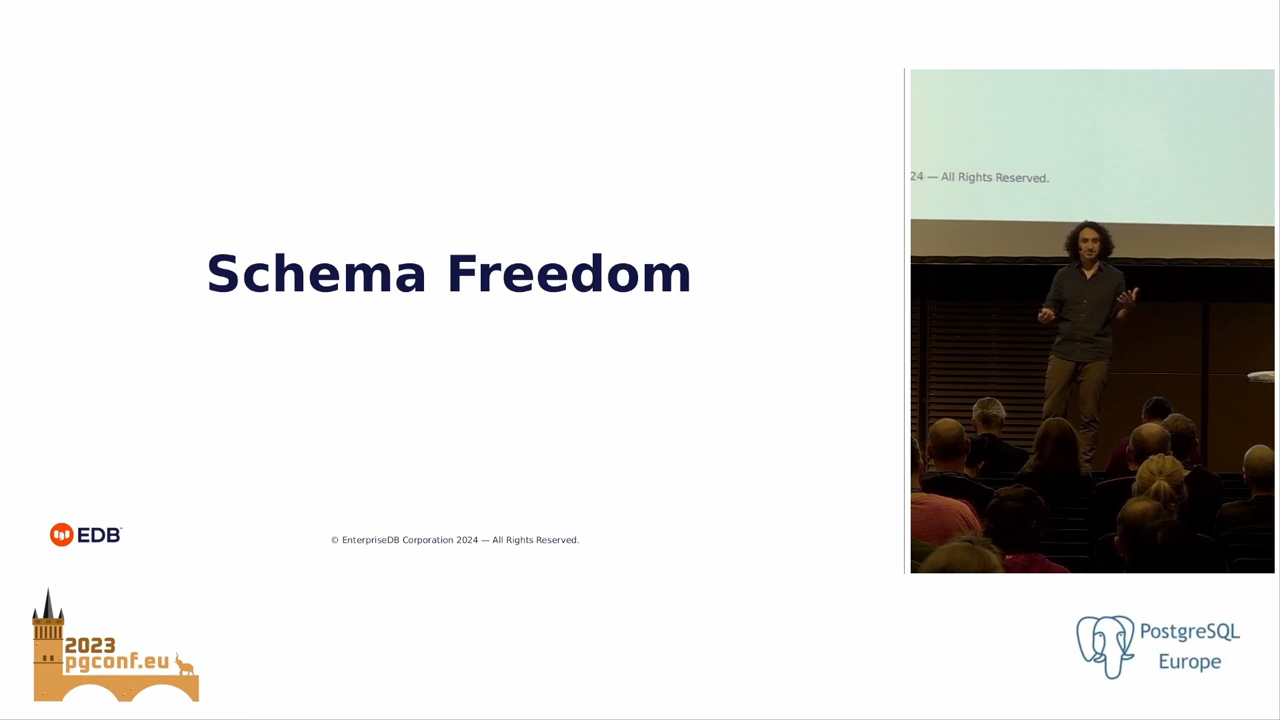 Schema Freedom
24 — All Rights Reserved.
EDB
© EnterpriseDB Corporation 2024 — All Rights Reserved.
2023
pgconf.eu
PostgreSQL
Europe